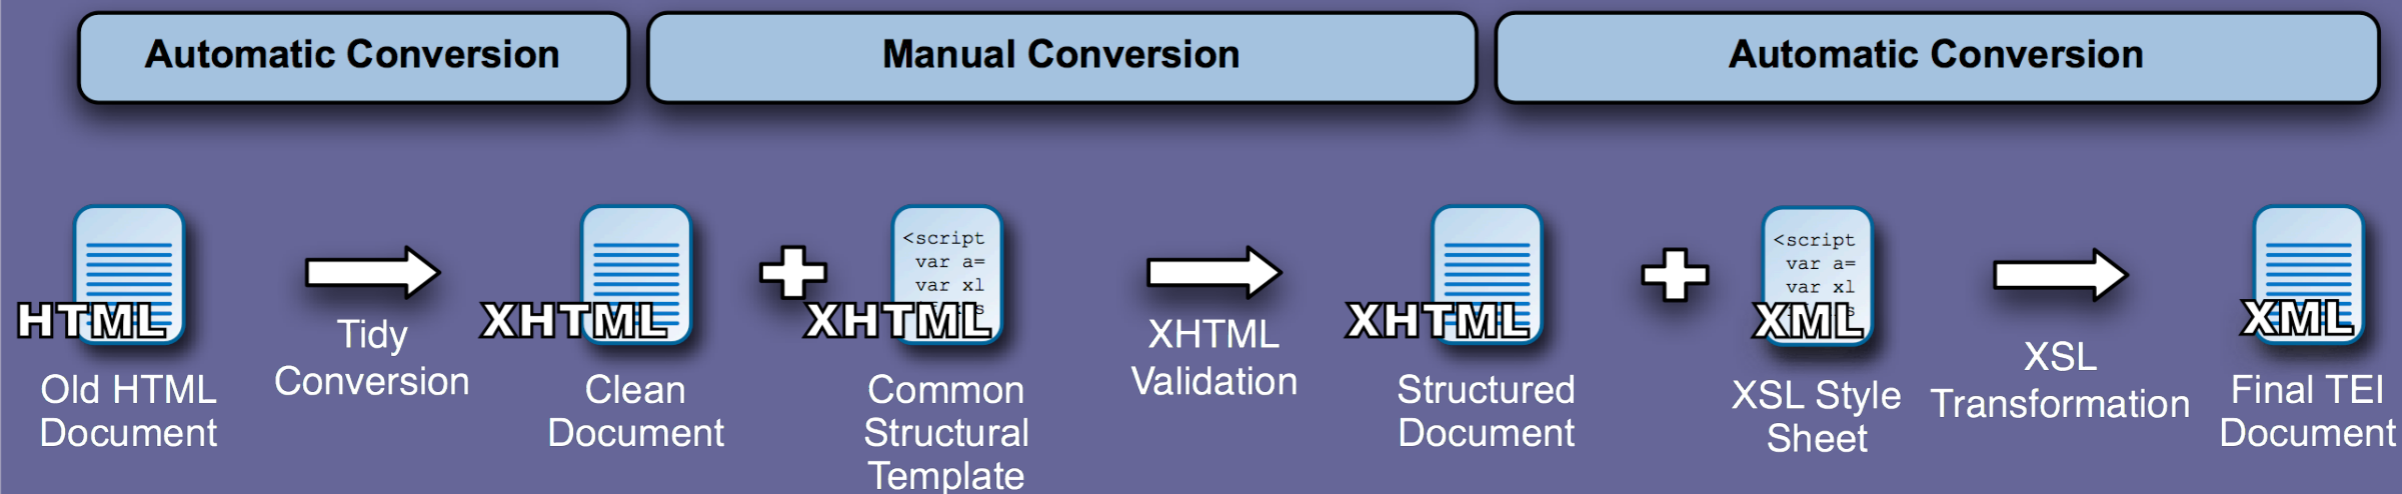 Automatic Conversion
Manual Conversion
Automatic Conversion
HTML
Old HTML
Document
Tidy
Conversion
XHTML
Clean
Document
<script
var a=
var xl
XHTML
Common
Structural
Template
XHTML
Validation
XHTML
Structured
Document
<script
var a=
var xl
XML
XSL Style
Sheet
XSL
Transformation
XML
Final TEI
Document